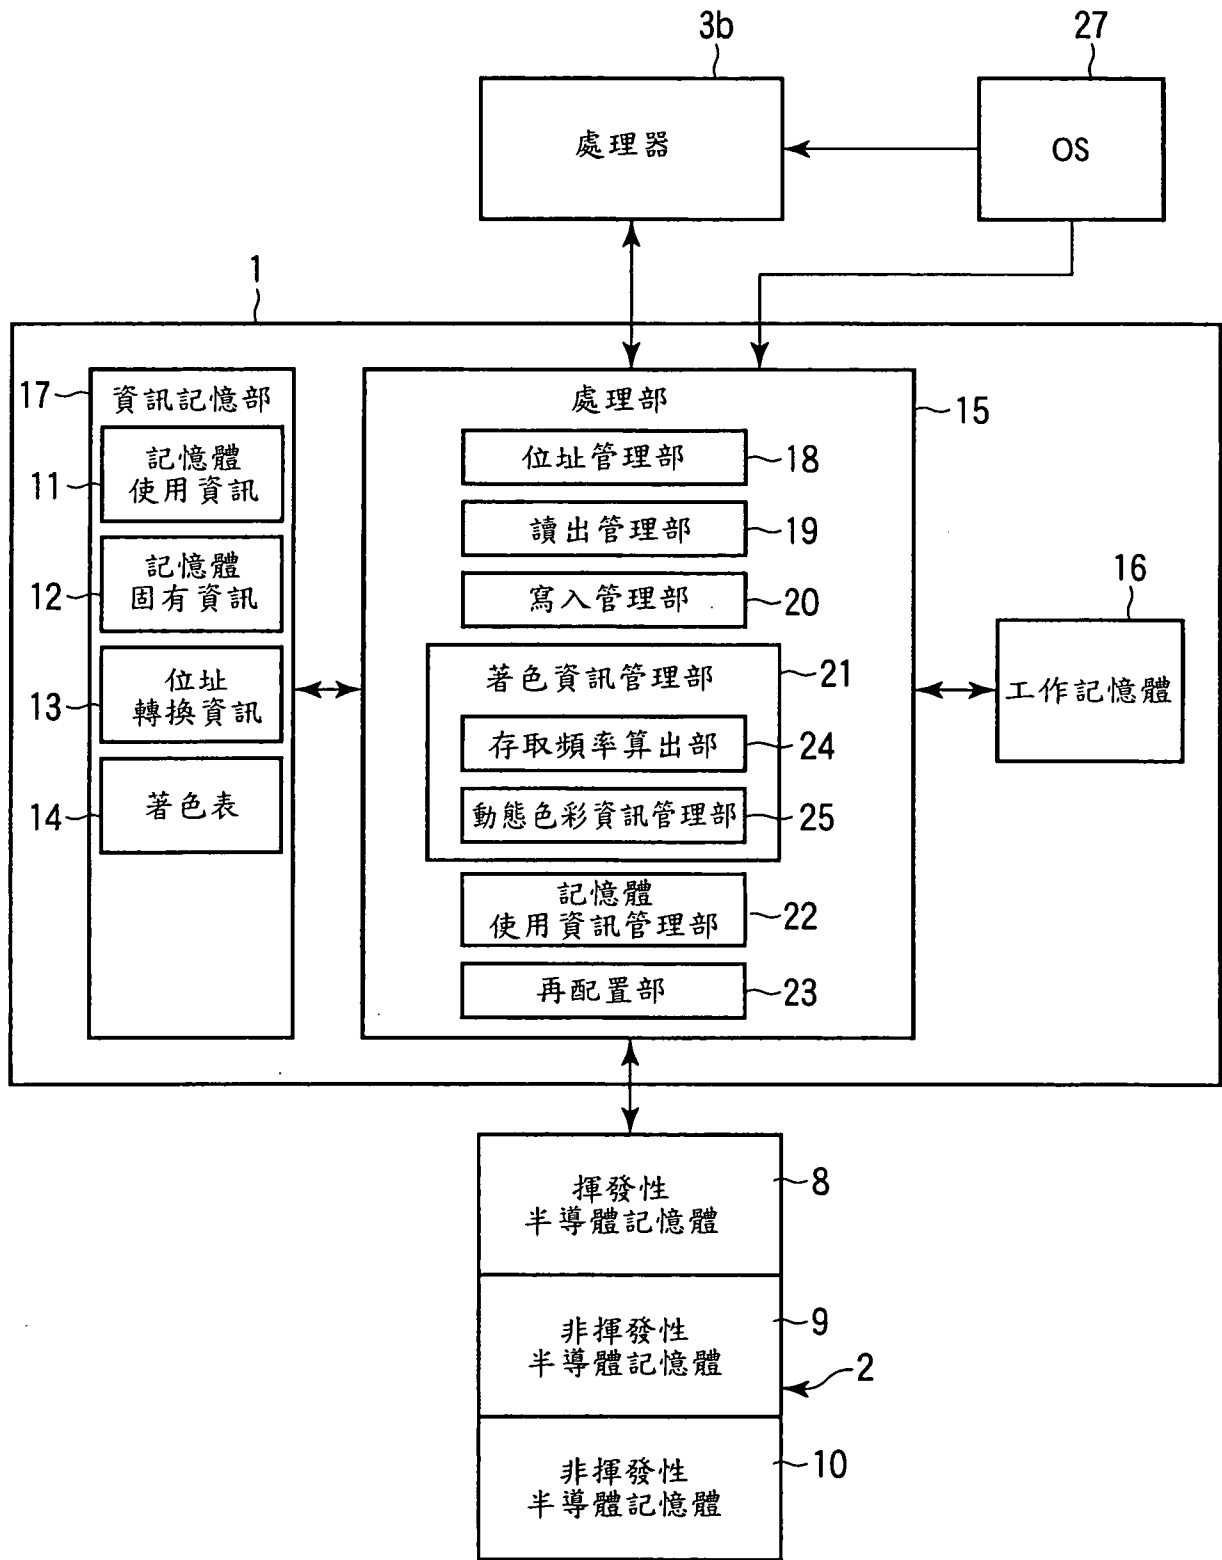 3b
27
處理器
OS
1
17
資訊記憶部
處理部
15
11
記憶體
使用資訊
位址管理部
18
讀出管理部
19
12
記憶體
固有資訊
寫入管理部
20
16
工作記憶體
13
位址
轉換資訊
著色資訊管理部
21
存取頻率算出部
24
14
著色表
動態色彩資訊管理部
25
記憶體
使用資訊管理部
22
再配置部
23
揮發性
半導體記憶體
8
非揮發性
半導體記憶體
9
2
非揮發性
半導體記憶體
10